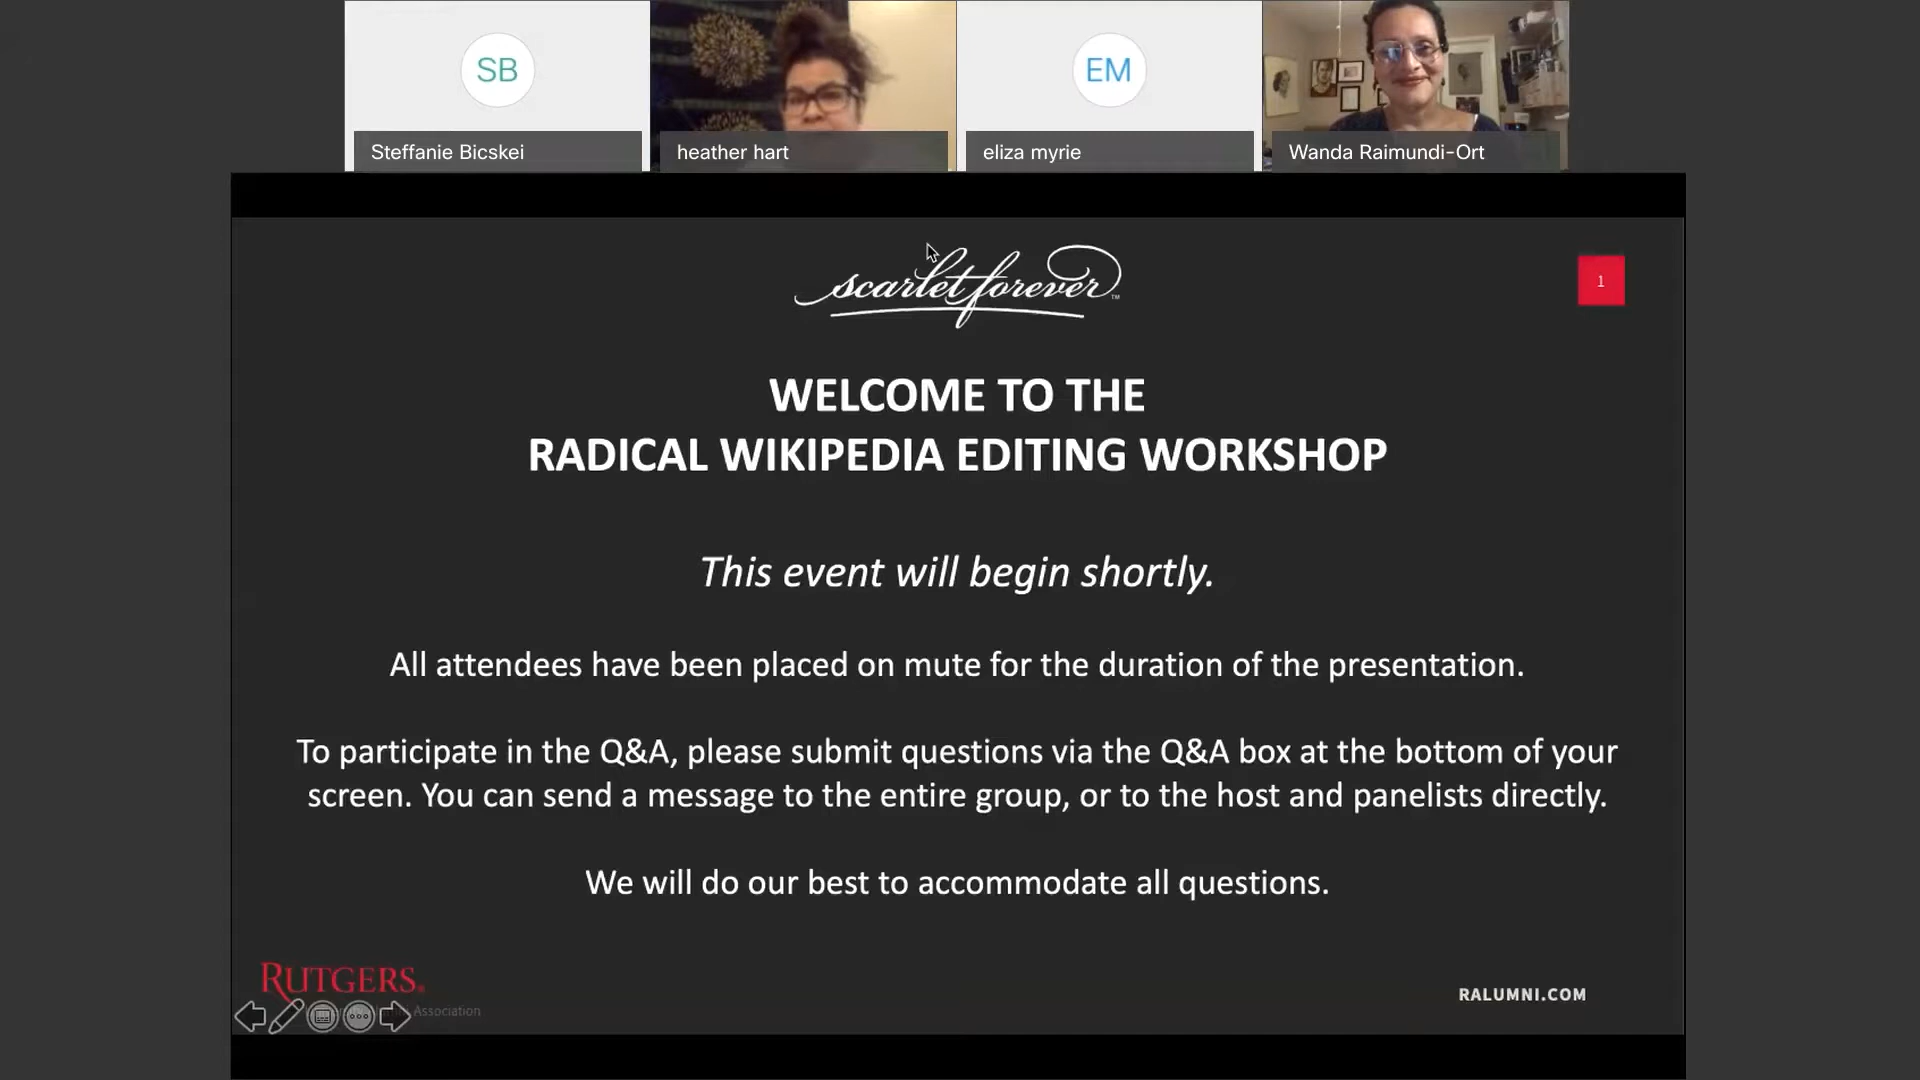 SB
EM
Steffanie Bicskei
heather hart
eliza myrie
Wanda Raimundi-Ort
scarlet forever™
1
WELCOME TO THE
RADICAL WIKIPEDIA EDITING WORKSHOP
This event will begin shortly.
All attendees have been placed on mute for the duration of the presentation.
To participate in the Q&A, please submit questions via the Q&A box at the bottom of your
screen. You can send a message to the entire group, or to the host and panelists directly.
We will do our best to accommodate all questions.
RUTGERS®
Association
RALUMNI.COM